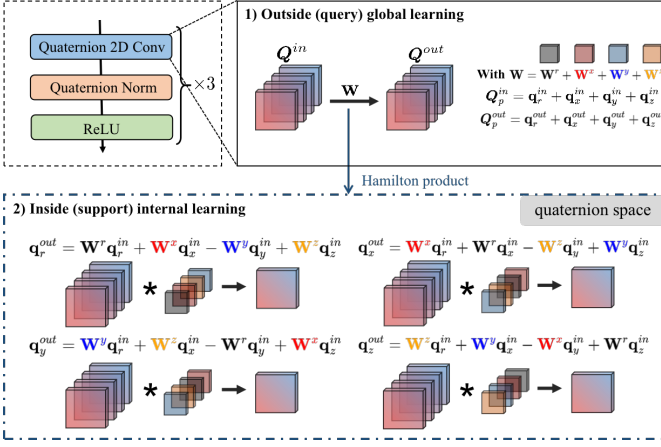 Quaternion 2D Conv
Quaternion Norm
ReLU
×3
1) Outside (query) global learning
Q^{in}
Q^{out}
W
With W = W^r + W^x + W^y + W^z
Q_p^{in} = q_r^{in} + q_x^{in} + q_y^{in} + q_z^{in}
Q_p^{out} = q_r^{out} + q_x^{out} + q_y^{out} + q_z^{out}
Hamilton product
2) Inside (support) internal learning
quaternion space
q_r^{out} = W^r q_r^{in} + W^x q_x^{in} − W^y q_y^{in} + W^z q_z^{in}
q_x^{out} = W^x q_r^{in} + W^r q_x^{in} − W^z q_y^{in} + W^y q_z^{in}
*
*
q_y^{out} = W^y q_r^{in} + W^z q_x^{in} − W^r q_y^{in} + W^x q_z^{in}
q_z^{out} = W^z q_r^{in} + W^y q_x^{in} − W^x q_y^{in} + W^r q_z^{in}
*
*